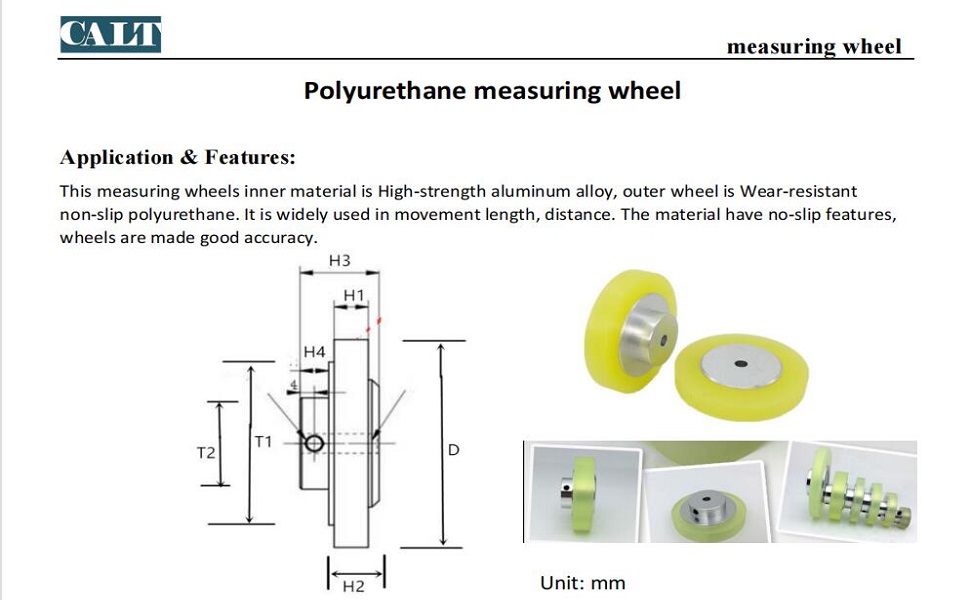 CALT
measuring wheel
Polyurethane measuring wheel
Application & Features:
This measuring wheels inner material is High-strength aluminum alloy, outer wheel is Wear-resistant
non-slip polyurethane. It is widely used in movement length, distance. The material have no-slip features,
wheels are made good accuracy.
H3
H1
H4
4
T2
T1
D
H2
Unit: mm